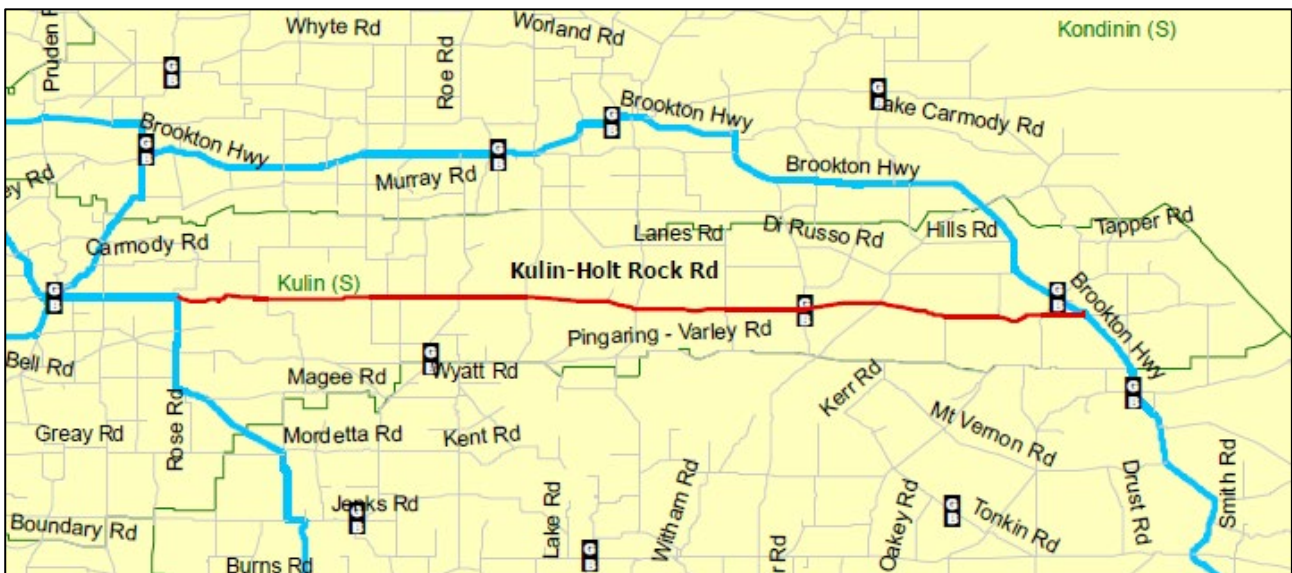 Whyte Rd
Worland Rd
Kondinin (S)
Pruden R
Roe Rd
G
B
G
B
Brookton Hwy
ake Carmody Rd
G
B
Brookton Hwy
G
B
G
B
Brookton Hwy
Murray Rd
ey Rd
Carmody Rd
Lanes Rd
Di Russo Rd
Hills Rd
Tapper Rd
Kulin-Holt Rock Rd
Kulin (S)
G
B
G
B
G
B
Brookton Hwy
Pingaring - Varley Rd
Bell Rd
G
B
Wyatt Rd
Magee Rd
Kerr Rd
G
B
Greay Rd
Rose Rd
Mordetta Rd
Kent Rd
Mt Vernon Rd
Drust Rd
Smith Rd
Jenks Rd
G
B
Lake Rd
Witham Rd
Oakey Rd
G
B
Tonkin Rd
Boundary Rd
G
B
Burns Rd
r Rd